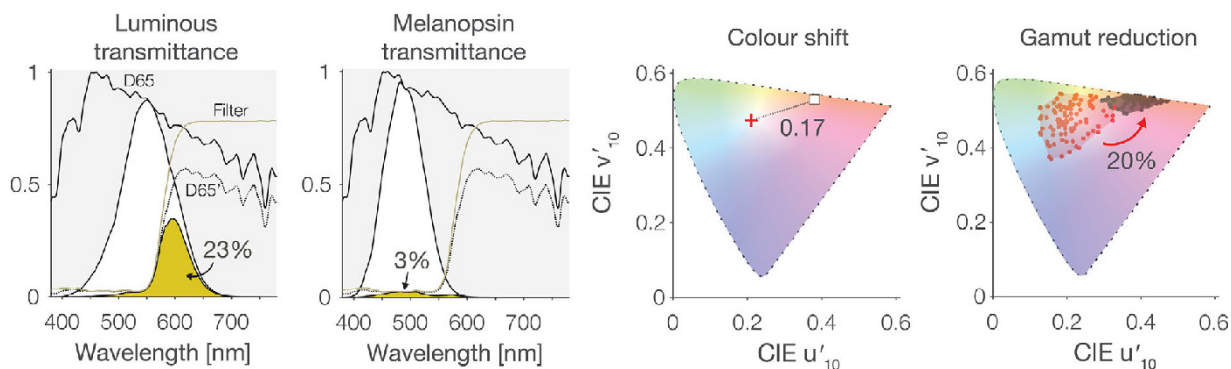 Luminous
transmittance
1
D65
Filter
0.5
D65'
23%
0
400 500 600 700
Wavelength [nm]
Melanopsin
transmittance
1
0.5
3%
0
400 500 600 700
Wavelength [nm]
Colour shift
0.6
0.4
0.2
0
0.17
CIE v′10
0 0.2 0.4 0.6
CIE u′10
Gamut reduction
0.6
0.4
0.2
0
20%
CIE v′10
0 0.2 0.4 0.6
CIE u′10